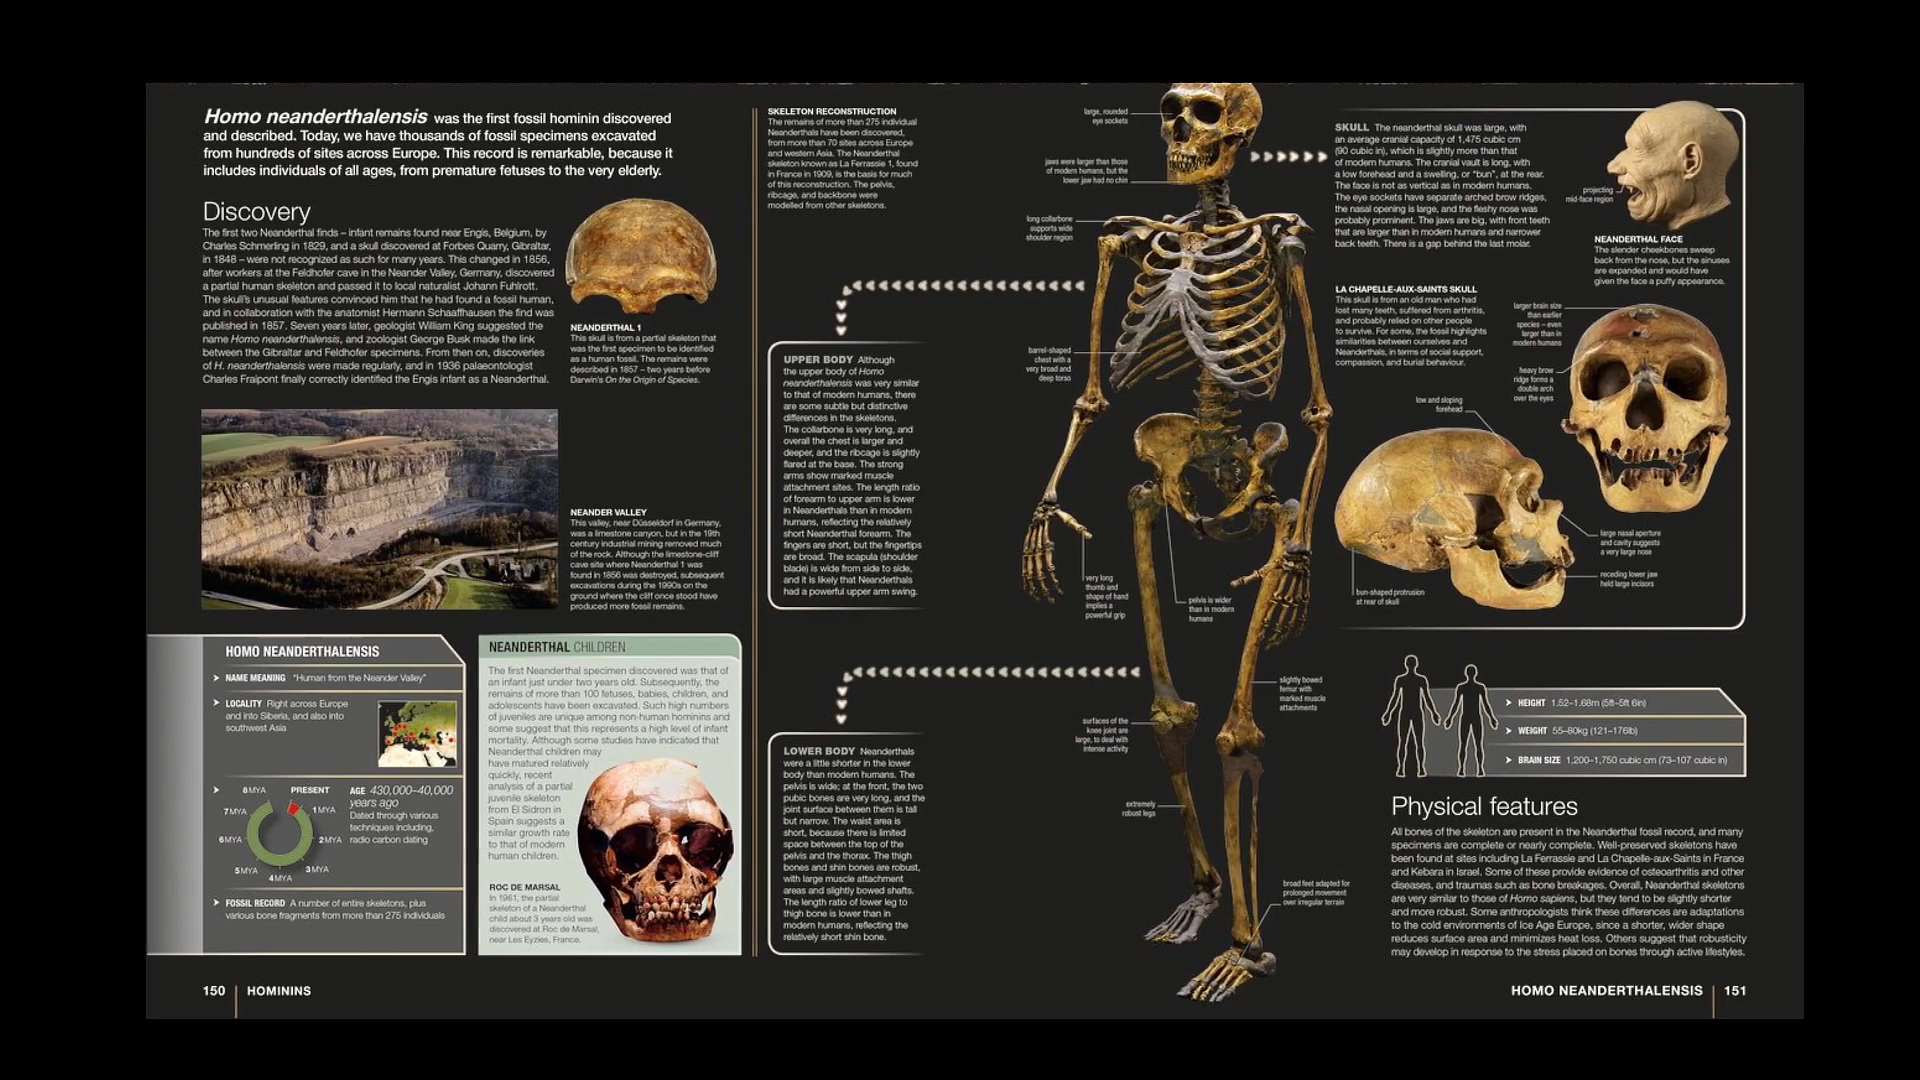 Homo neanderthalensis was the first fossil hominin discovered
and described. Today, we have thousands of fossil specimens excavated
from hundreds of sites across Europe. This record is remarkable, because it
includes individuals of all ages, from premature fetuses to the very elderly.
Discovery
The first two Neanderthal finds – infant remains found near Engis, Belgium, by
Charles Schmerling in 1829, and a skull discovered at Forbes Quarry, Gibraltar,
in 1848 – were not recognized as such for many years. This changed in 1856,
after workers at the Feldhofer cave in the Neander Valley, Germany, discovered
a partial human skeleton and passed it to local naturalist Johann Fuhlrott.
The skull's unusual features convinced him that he had found a fossil human,
and in collaboration with the anatomist Hermann Schaaffhausen the find was
published in 1857. Seven years later, geologist William King suggested the
name Homo neanderthalensis, and zoologist George Busk made the link
between the Gibraltar and Feldhofer specimens. From then on, discoveries
of H. neanderthalensis were made regularly, and in 1936 palaeontologist
Charles Fraipont finally correctly identified the Engis infant as a Neanderthal.
NEANDERTHAL 1
This skull is from a partial skeleton that
was the first specimen to be identified
as a human fossil. The remains were
described in 1857 – two years before
Darwin's On the Origin of Species.
NEANDER VALLEY
This valley, near Düsseldorf in Germany,
was a limestone canyon, but in the 19th
century industrial mining removed much
of the rock. Although the limestone-cliff
cave site where Neanderthal 1 was
found in 1856 was destroyed, subsequent
excavations during the 1990s on the
ground where the cliff once stood have
produced more fossil remains.
HOMO NEANDERTHALENSIS
NAME MEANING "Human from the Neander Valley"
LOCALITY Right across Europe
and into Siberia, and also into
southwest Asia
8MYA
PRESENT
7MYA
1MYA
6MYA
2MYA
5MYA
3MYA
4MYA
AGE 430,000–40,000
years ago
Dated through various
techniques including,
radio carbon dating
FOSSIL RECORD A number of entire skeletons, plus
various bone fragments from more than 275 individuals
NEANDERTHAL CHILDREN
The first Neanderthal specimen discovered was that of
an infant just under two years old. Subsequently, the
remains of more than 100 fetuses, babies, children, and
adolescents have been excavated. Such high numbers
of juveniles are unique among non-human hominins and
some suggest that this represents a high level of infant
mortality. Although some studies have indicated that
Neanderthal children may
have matured relatively
quickly, recent
analysis of a partial
juvenile skeleton
from El Sidron in
Spain suggests a
similar growth rate
to that of modern
human children.
ROC DE MARSAL
In 1961, the partial
skeleton of a Neanderthal
child about 3 years old was
discovered at Roc de Marsal,
near Les Eyzies, France.
150 HOMININS
SKELETON RECONSTRUCTION
The remains of more than 275 individual
Neanderthals have been discovered,
from more than 70 sites across Europe
and western Asia. The Neanderthal
skeleton known as La Ferrassie 1, found
in France in 1909, is the basis for much
of this reconstruction. The pelvis,
ribcage, and backbone were
modelled from other skeletons.
UPPER BODY Although
the upper body of Homo
neanderthalensis was very similar
to that of modern humans, there
are some subtle but distinctive
differences in the skeletons.
The collarbone is very long, and
overall the chest is larger and
deeper, and the ribcage is slightly
flared at the base. The strong
arms show marked muscle
attachment sites. The length ratio
of forearm to upper arm is lower
in Neanderthals than in modern
humans, reflecting the relatively
short Neanderthal forearm. The
fingers are short, but the fingertips
are broad. The scapula (shoulder
blade) is wide from side to side,
and it is likely that Neanderthals
had a powerful upper arm swing.
LOWER BODY Neanderthals
were a little shorter in the lower
body than modern humans. The
pelvis is wide; at the front, the two
pubic bones are very long, and the
joint surface between them is tall
but narrow. The waist area is
short, because there is limited
space between the top of the
pelvis and the thorax. The thigh
bones and shin bones are robust,
with large muscle attachment
areas and slightly bowed shafts.
The length ratio of lower leg to
thigh bone is lower than in
modern humans, reflecting the
relatively short shin bone.
large, rounded
eye sockets
jaws were larger than those
of modern humans, but the
lower jaw had no chin
long collarbone
supports wide
shoulder region
barrel-shaped
chest with a
very broad and
deep torso
very long
thumb and
shape of hand
implies a
powerful grip
pelvis is wider
than in modern
humans
slightly bowed
femur with
marked muscle
attachments
surfaces of the
knee joint are
large, to deal with
intense activity
extremely
robust legs
broad feet adapted for
prolonged movement
over irregular terrain
SKULL The neanderthal skull was large, with
an average cranial capacity of 1,475 cubic cm
(90 cubic in), which is slightly more than that
of modern humans. The cranial vault is long, with
a low forehead and a swelling, or "bun", at the rear.
The face is not as vertical as in modern humans.
The eye sockets have separate arched brow ridges,
the nasal opening is large, and the fleshy nose was
probably prominent. The jaws are big, with front teeth
that are larger than in modern humans and narrower
back teeth. There is a gap behind the last molar.
projecting
mid-face region
NEANDERTHAL FACE
The slender cheekbones sweep
back from the nose, but the sinuses
are expanded and would have
given the face a puffy appearance.
LA CHAPELLE-AUX-SAINTS SKULL
This skull is from an old man who had
lost many teeth, suffered from arthritis,
and probably relied on other people
to survive. For some, the fossil highlights
similarities between ourselves and
Neanderthals, in terms of social support,
compassion, and burial behaviour.
larger brain size
than earlier
species – even
larger than in
modern humans
heavy brow
ridge forms a
double arch
over the eyes
low and sloping
forehead
large nasal aperture
and cavity suggests
a very large nose
receding lower jaw
held large incisors
bun-shaped protrusion
at rear of skull
HEIGHT 1.52–1.68m (5ft–5ft 6in)
WEIGHT 55–80kg (121–176lb)
BRAIN SIZE 1,200–1,750 cubic cm (73–107 cubic in)
Physical features
All bones of the skeleton are present in the Neanderthal fossil record, and many
specimens are complete or nearly complete. Well-preserved skeletons have
been found at sites including La Ferrassie and La Chapelle-aux-Saints in France
and Kebara in Israel. Some of these provide evidence of osteoarthritis and other
diseases, and traumas such as bone breakages. Overall, Neanderthal skeletons
are very similar to those of Homo sapiens, but they tend to be slightly shorter
and more robust. Some anthropologists think these differences are adaptations
to the cold environments of Ice Age Europe, since a shorter, wider shape
reduces surface area and minimizes heat loss. Others suggest that robusticity
may develop in response to the stress placed on bones through active lifestyles.
HOMO NEANDERTHALENSIS 151